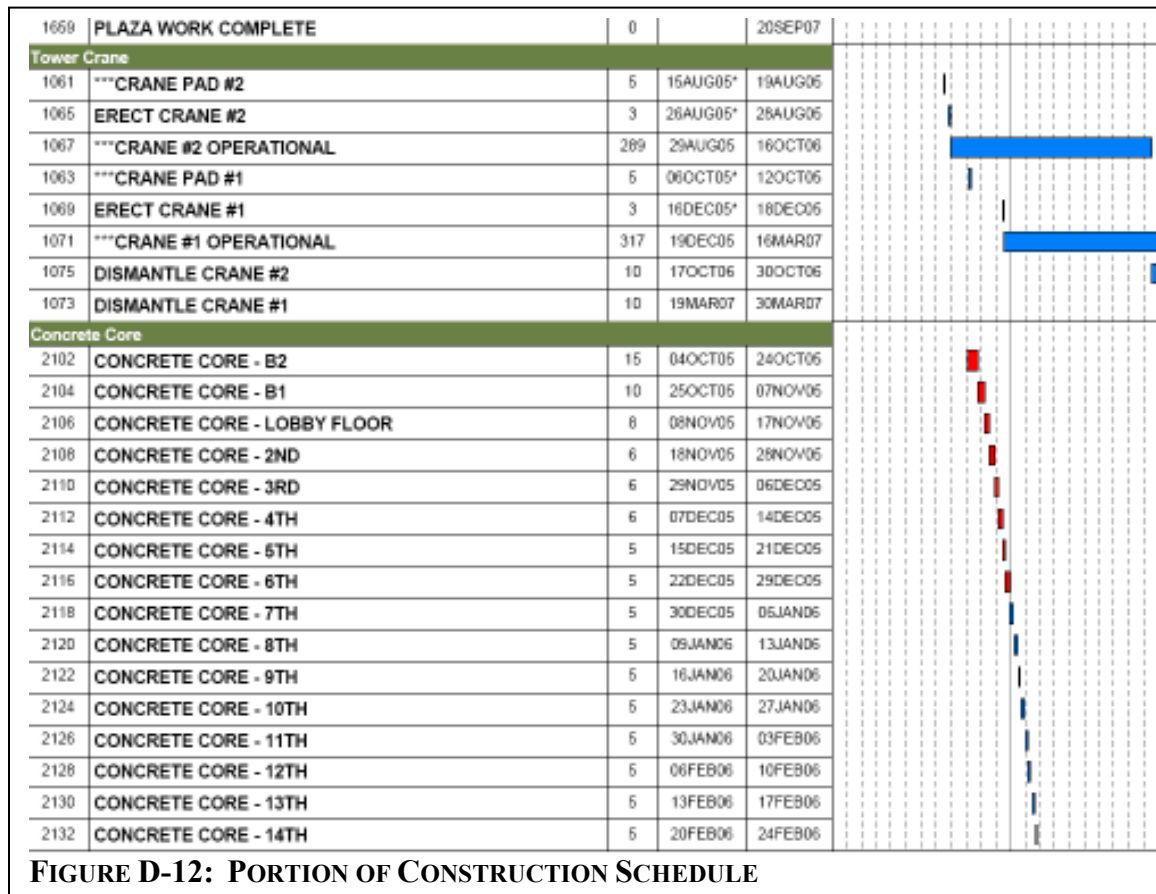 1659 PLAZA WORK COMPLETE 0 20SEP07
Tower Crane
1061 ***CRANE PAD #2 5 15AUG05* 19AUG05
1065 ERECT CRANE #2 3 26AUG05* 28AUG05
1067 ***CRANE #2 OPERATIONAL 289 29AUG05 16OCT06
1063 ***CRANE PAD #1 5 06OCT05* 12OCT05
1069 ERECT CRANE #1 3 16DEC05* 18DEC05
1071 ***CRANE #1 OPERATIONAL 317 19DEC05 16MAR07
1075 DISMANTLE CRANE #2 10 17OCT06 30OCT06
1073 DISMANTLE CRANE #1 10 19MAR07 30MAR07
Concrete Core
2102 CONCRETE CORE - B2 15 04OCT05 24OCT05
2104 CONCRETE CORE - B1 10 25OCT05 07NOV05
2106 CONCRETE CORE - LOBBY FLOOR 8 08NOV05 17NOV05
2108 CONCRETE CORE - 2ND 6 18NOV05 28NOV05
2110 CONCRETE CORE - 3RD 6 29NOV05 06DEC05
2112 CONCRETE CORE - 4TH 6 07DEC05 14DEC05
2114 CONCRETE CORE - 5TH 5 15DEC05 21DEC05
2116 CONCRETE CORE - 6TH 5 22DEC05 29DEC05
2118 CONCRETE CORE - 7TH 5 30DEC05 06JAN06
2120 CONCRETE CORE - 8TH 5 09JAN06 13JAN06
2122 CONCRETE CORE - 9TH 5 16JAN06 20JAN06
2124 CONCRETE CORE - 10TH 5 23JAN06 27JAN06
2126 CONCRETE CORE - 11TH 5 30JAN06 03FEB06
2128 CONCRETE CORE - 12TH 5 06FEB06 10FEB06
2130 CONCRETE CORE - 13TH 5 13FEB06 17FEB06
2132 CONCRETE CORE - 14TH 5 20FEB06 24FEB06
FIGURE D-12: PORTION OF CONSTRUCTION SCHEDULE